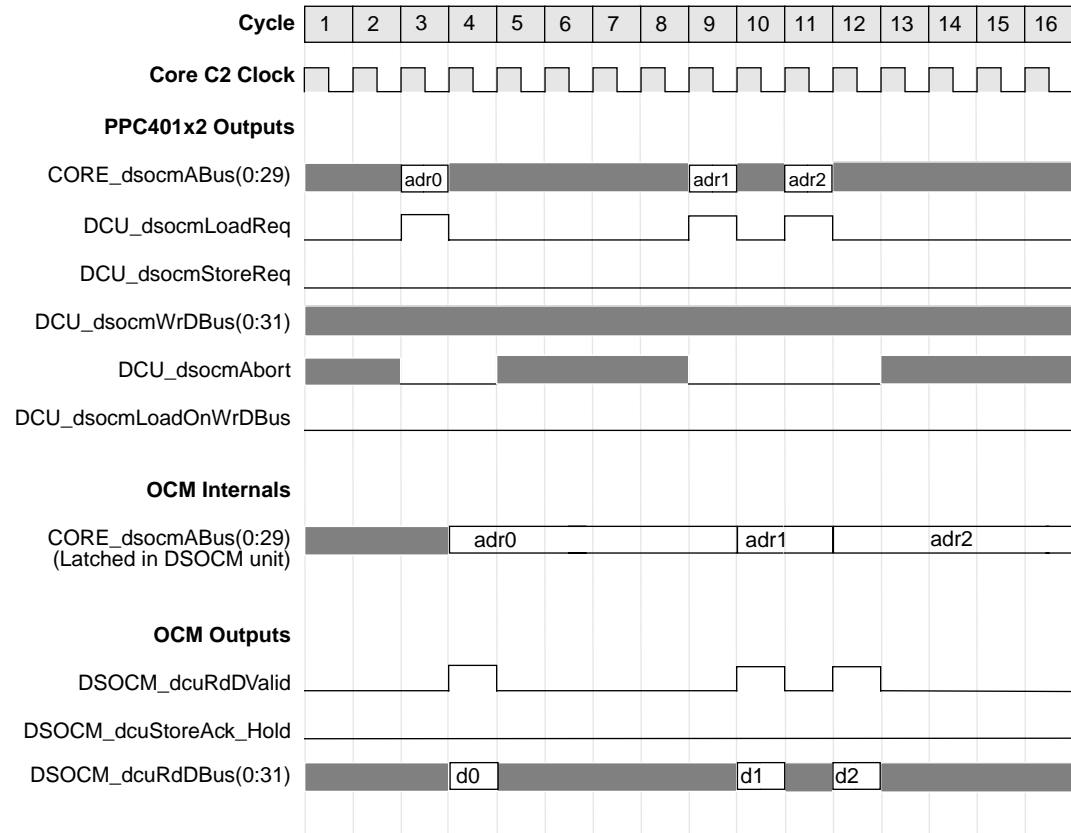 Cycle 1 2 3 4 5 6 7 8 9 10 11 12 13 14 15 16
Core C2 Clock
PPC401x2 Outputs
CORE_dsocmABus(0:29) adr0 adr1 adr2
DCU_dsocmLoadReq
DCU_dsocmStoreReq
DCU_dsocmWrDBus(0:31)
DCU_dsocmAbort
DCU_dsocmLoadOnWrDBus
OCM Internals
CORE_dsocmABus(0:29) adr0 adr1 adr2
(Latched in DSOCM unit)
OCM Outputs
DSOCM_dcuRdDValid
DSOCM_dcuStoreAck_Hold
DSOCM_dcuRdDBus(0:31) d0 d1 d2